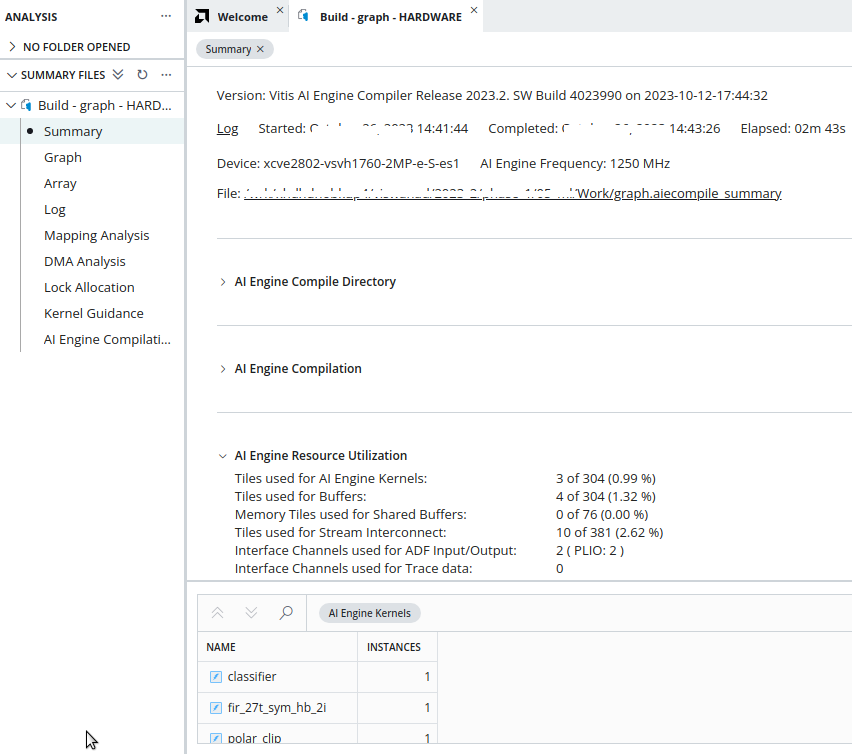 ANALYSIS
NO FOLDER OPENED
SUMMARY FILES
Build - graph - HARD...
Summary
Graph
Array
Log
Mapping Analysis
DMA Analysis
Lock Allocation
Kernel Guidance
AI Engine Compilati...
Welcome
Build - graph - HARDWARE
Summary
Version: Vitis AI Engine Compiler Release 2023.2. SW Build 4023990 on 2023-10-12-17:44:32
Log Started: 14:41:44 Completed: 14:43:26 Elapsed: 02m 43s
Device: xcve2802-vsvh1760-2MP-e-S-es1 AI Engine Frequency: 1250 MHz
File: /Work/graph.aiecompile_summary
AI Engine Compile Directory
AI Engine Compilation
AI Engine Resource Utilization
Tiles used for AI Engine Kernels: 3 of 304 (0.99 %)
Tiles used for Buffers: 4 of 304 (1.32 %)
Memory Tiles used for Shared Buffers: 0 of 76 (0.00 %)
Tiles used for Stream Interconnect: 10 of 381 (2.62 %)
Interface Channels used for ADF Input/Output: 2 ( PLIO: 2 )
Interface Channels used for Trace data: 0
AI Engine Kernels
NAME INSTANCES
classifier 1
fir_27t_sym_hb_2i 1
polar_clip 1